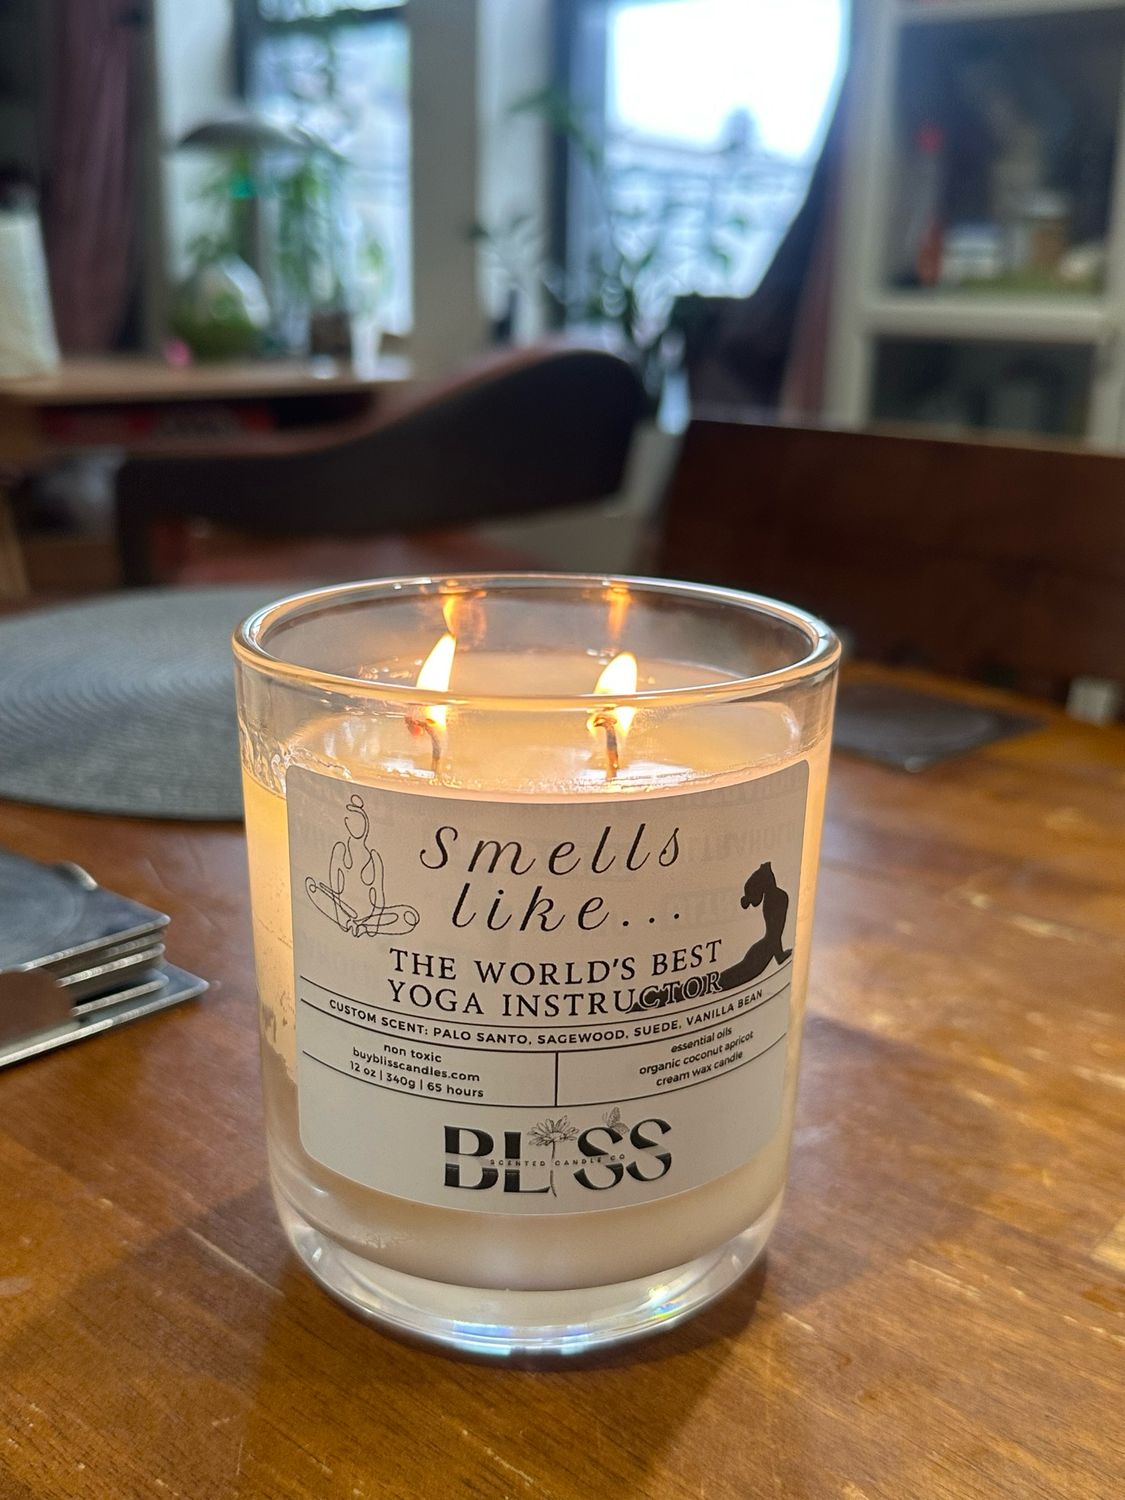 Smells
like...
THE WORLD'S BEST
YOGA INSTRUCTOR
CUSTOM SCENT: PALO SANTO, SAGEWOOD, SUEDE, VANILLA BEAN
non toxic
buyblisscandles.com
12 oz | 340g | 65 hours
essential oils
organic coconut apricot
cream wax candle
BLISS
SCENTED CANDLE CO